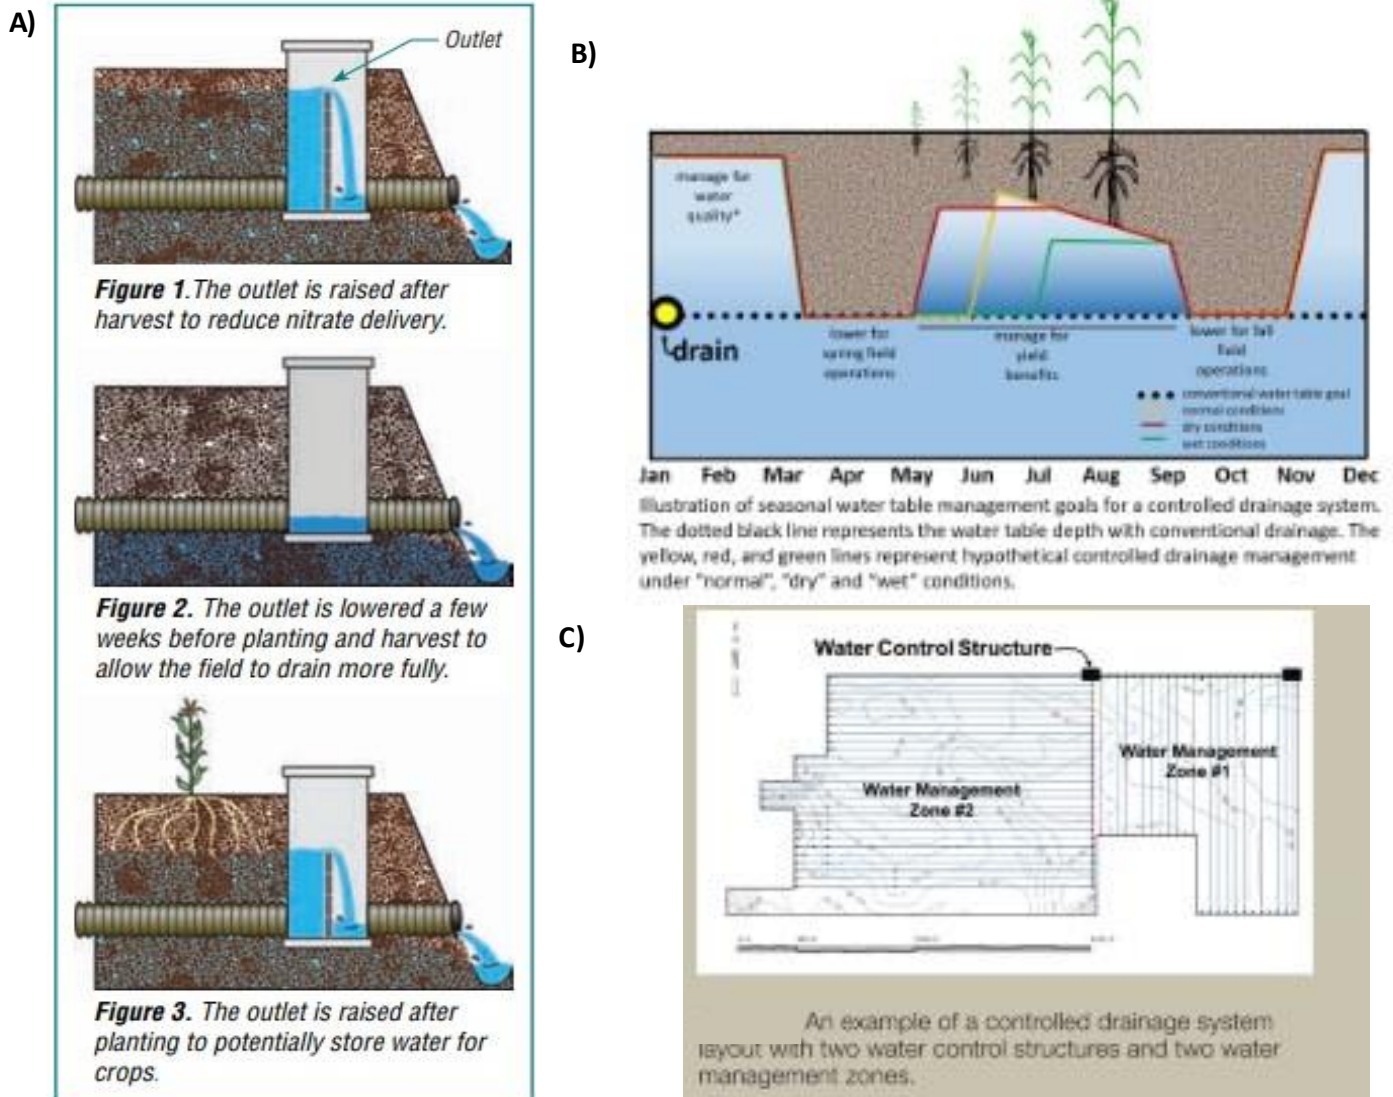 A)
Outlet
Figure 1.The outlet is raised after
harvest to reduce nitrate delivery.
Figure 2. The outlet is lowered a few
weeks before planting and harvest to
allow the field to drain more fully.
Figure 3. The outlet is raised after
planting to potentially store water for
crops.
B)
manage for
water
quality*
drain
lower for
spring field
operations
manage for
yield
benefits
lower for fall
field
operations
conventional water table goal
normal conditions
dry conditions
wet conditions
Jan Feb Mar Apr May Jun Jul Aug Sep Oct Nov Dec
Illustration of seasonal water table management goals for a controlled drainage system.
The dotted black line represents the water table depth with conventional drainage. The
yellow, red, and green lines represent hypothetical controlled drainage management
under "normal", "dry" and "wet" conditions.
C)
Water Control Structure
Water Management
Zone #1
Water Management
Zone #2
An example of a controlled drainage system
layout with two water control structures and two water
management zones.